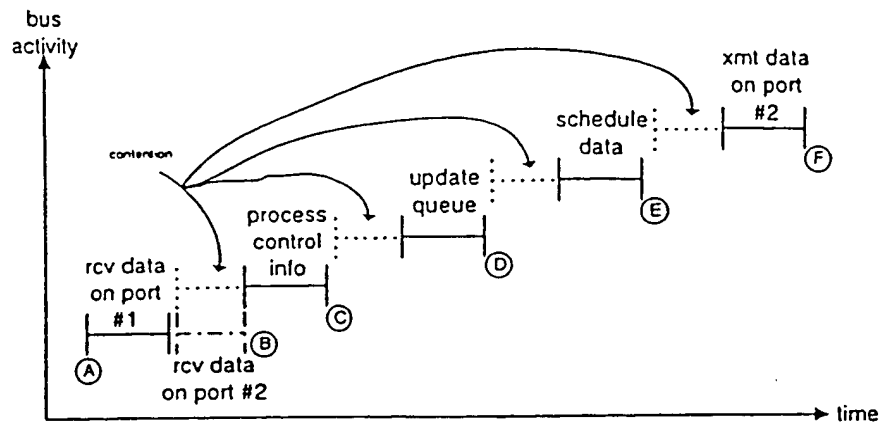 bus
activity
xmt data
on port
#2
F
schedule
data
E
contention
update
queue
D
process
control
info
C
rcv data
on port
#1
A
B
rcv data
on port #2
time